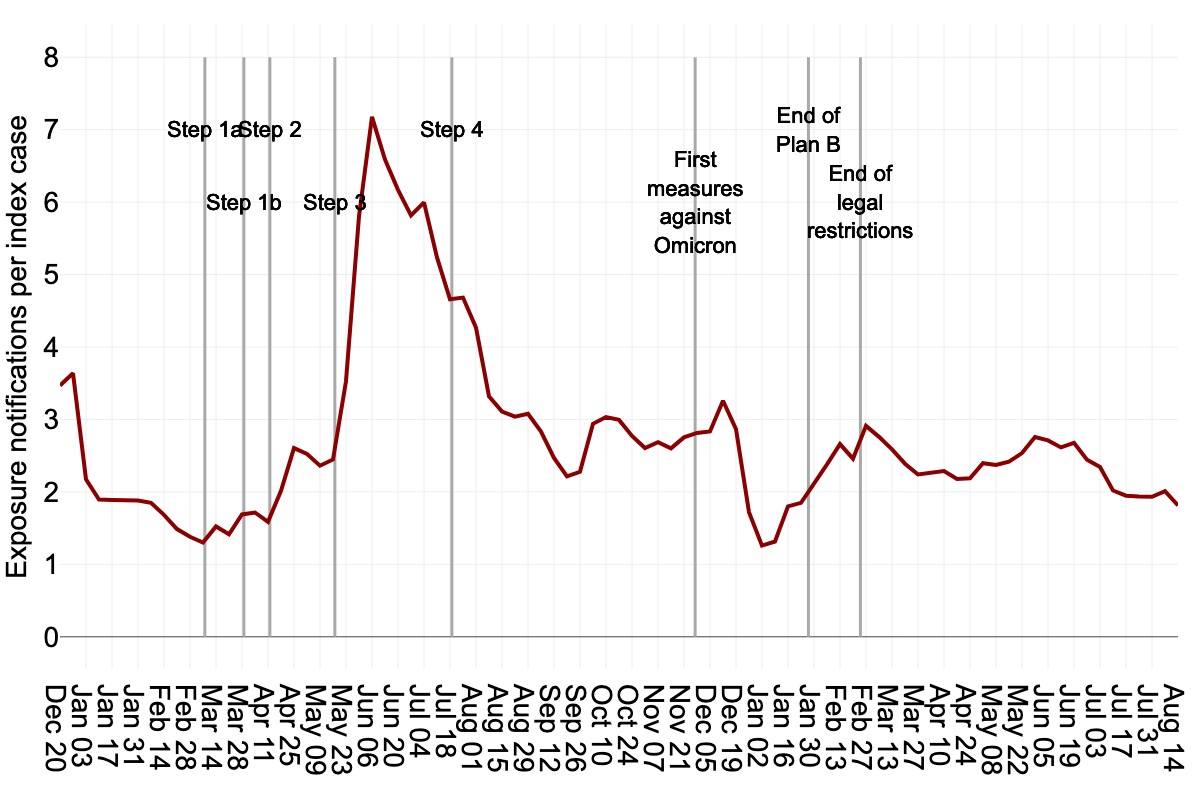 Exposure notifications per index case
8
7
6
5
4
3
2
1
0
Step 1a
Step 2
Step 1b
Step 3
Step 4
First
measures
against
Omicron
End of
Plan B
End of
legal
restrictions
Dec 20
Jan 03
Jan 17
Jan 31
Feb 14
Feb 28
Mar 14
Mar 28
Apr 11
Apr 25
May 09
May 23
Jun 06
Jun 20
Jul 04
Jul 18
Aug 01
Aug 15
Aug 29
Sep 12
Sep 26
Oct 10
Oct 24
Nov 07
Nov 21
Dec 05
Dec 19
Jan 02
Jan 16
Jan 30
Feb 13
Feb 27
Mar 13
Mar 27
Apr 10
Apr 24
May 08
May 22
Jun 05
Jun 19
Jul 03
Jul 17
Jul 31
Aug 14